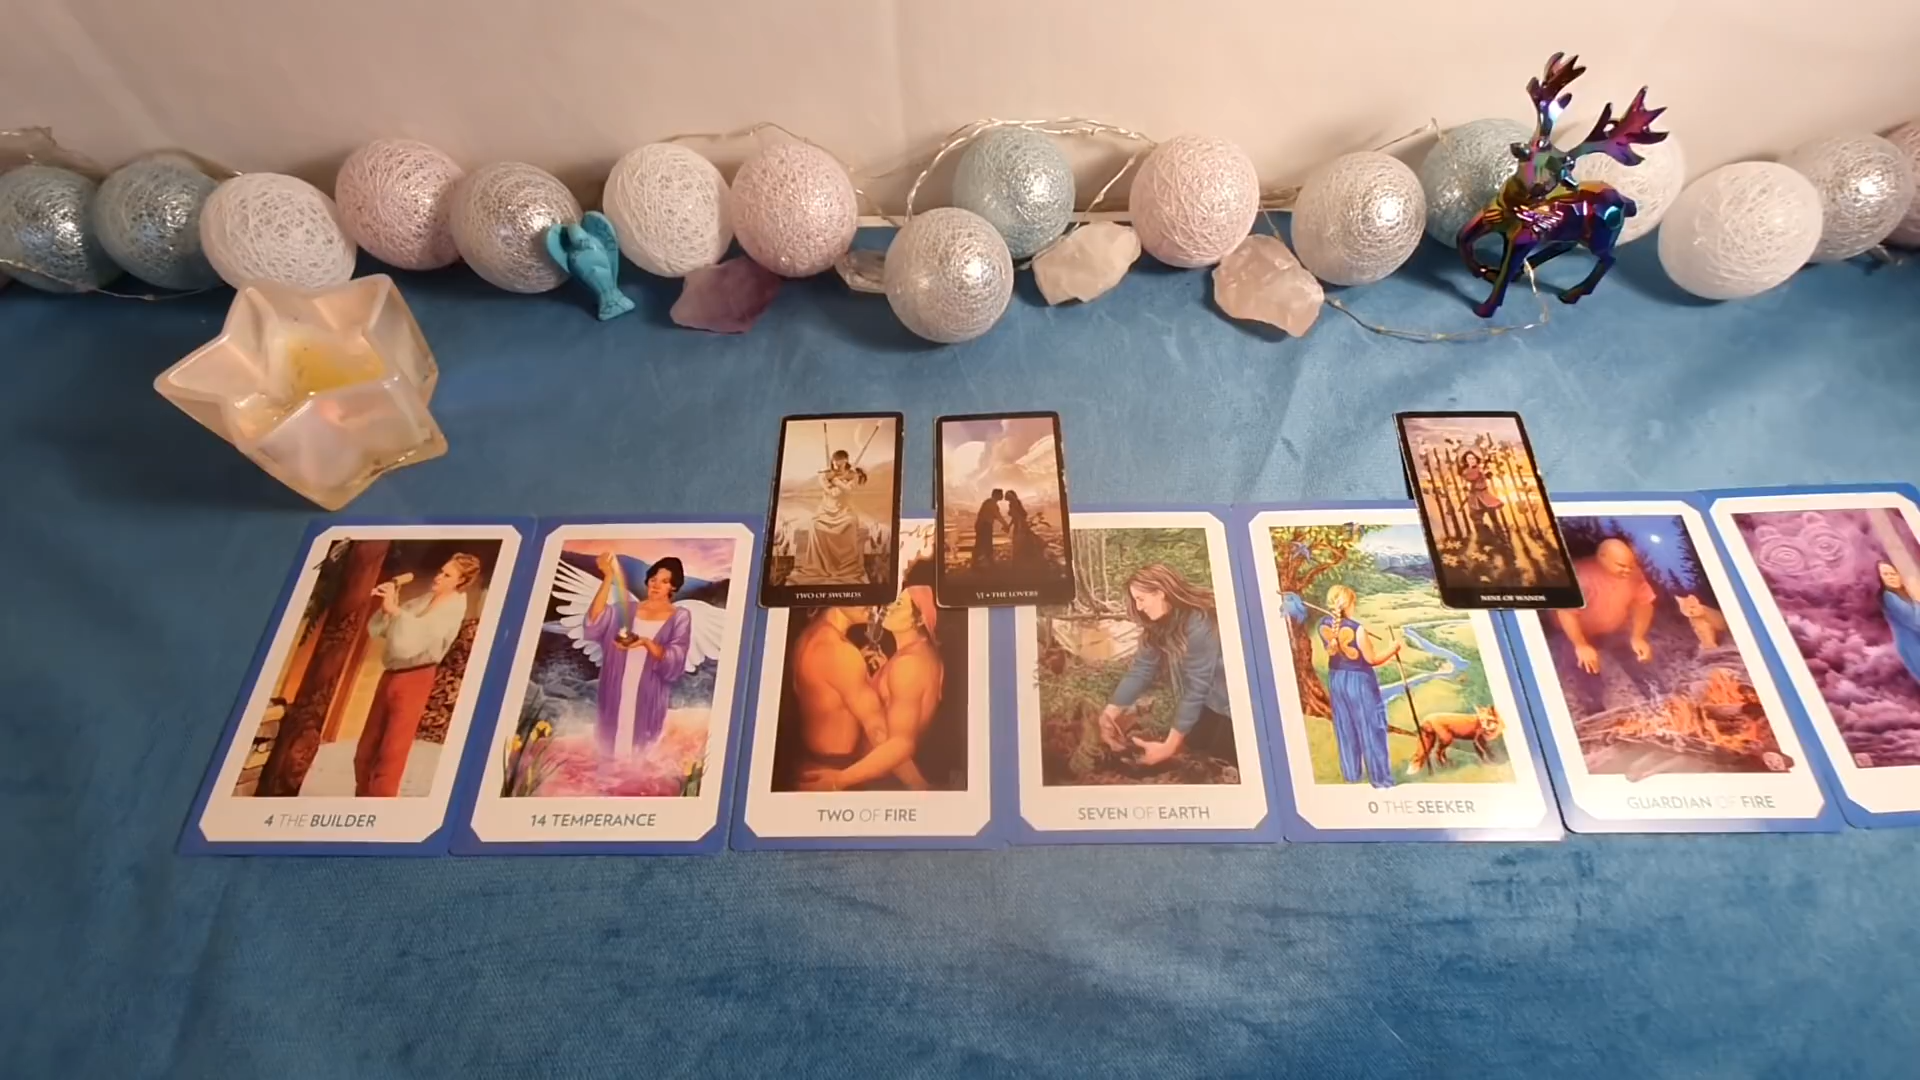 TWO OF SWORDS
VI • THE LOVERS
NINE OF WANDS
4 THE BUILDER
14 TEMPERANCE
TWO OF FIRE
SEVEN OF EARTH
0 THE SEEKER
GUARDIAN OF FIRE